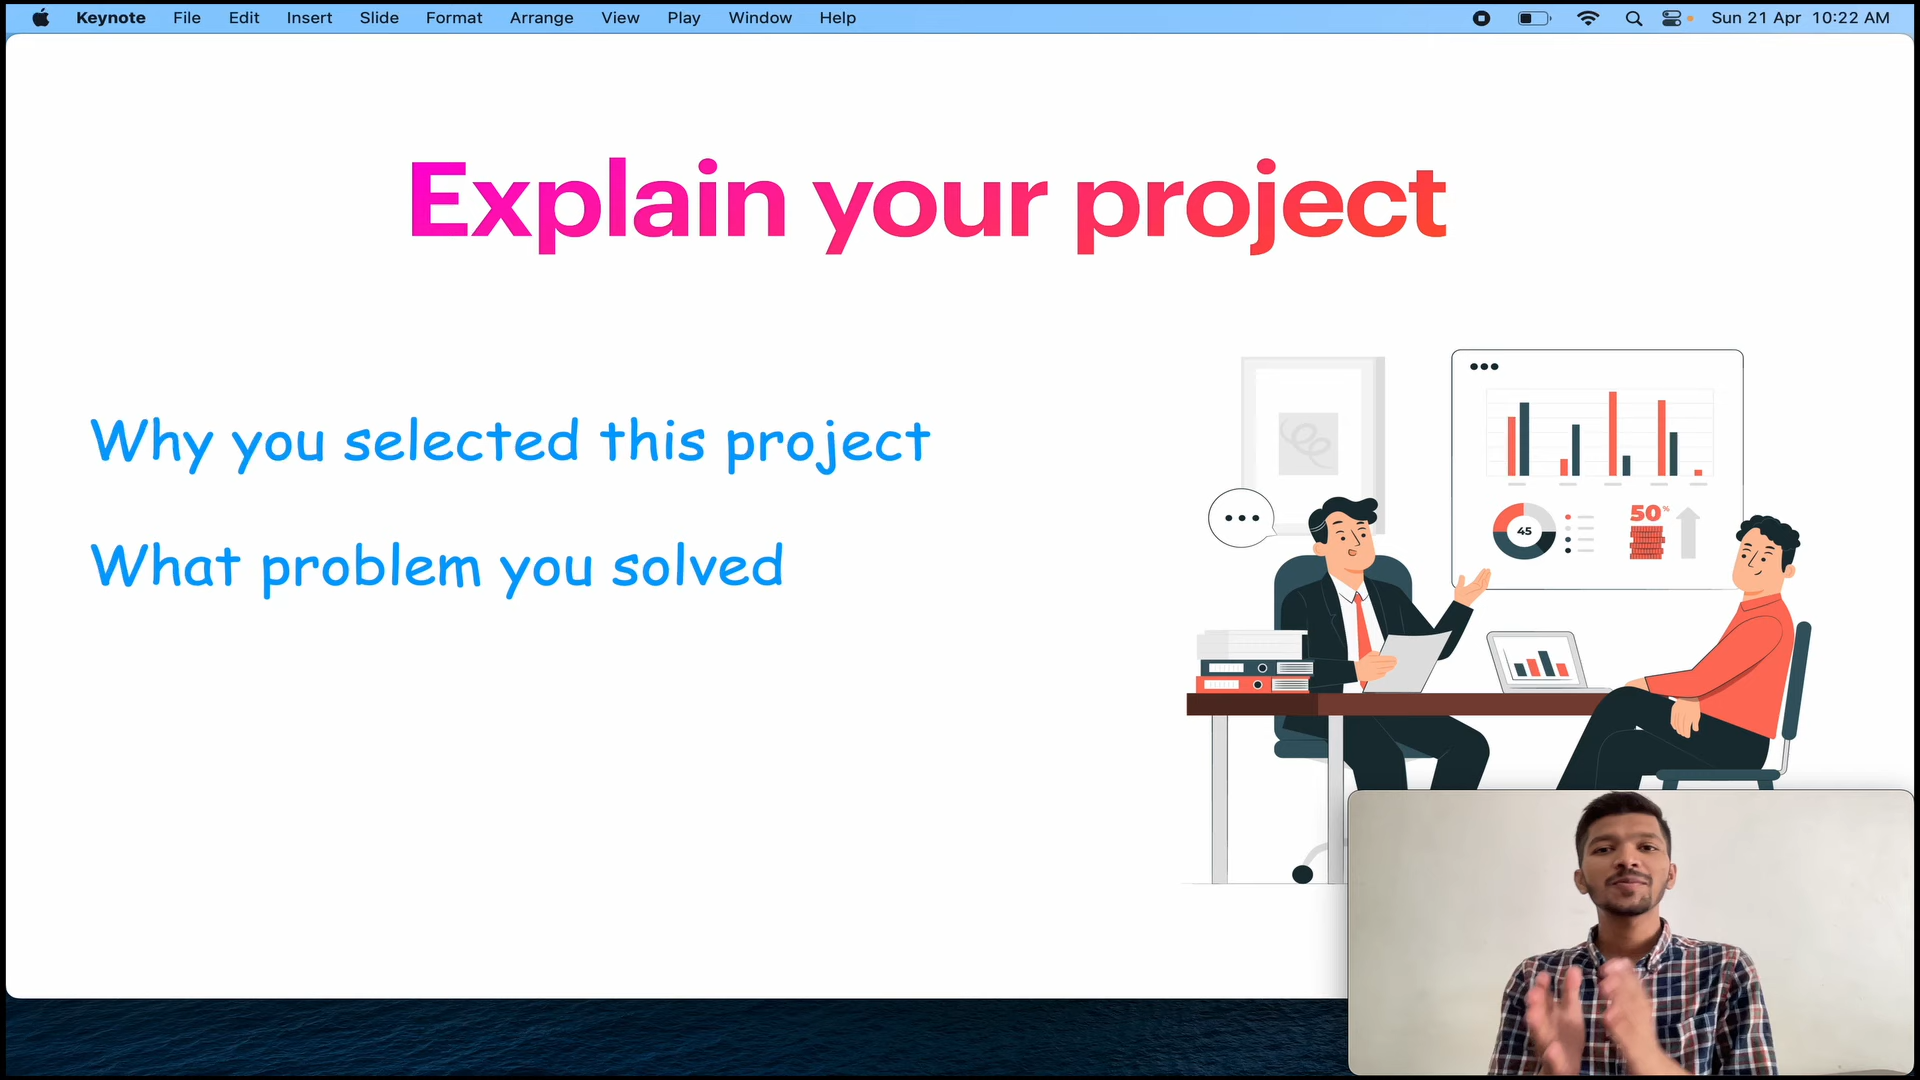 Keynote File Edit Insert Slide Format Arrange View Play Window Help Sun 21 Apr 10:22 AM
Explain your project
Why you selected this project
What problem you solved
45
50%